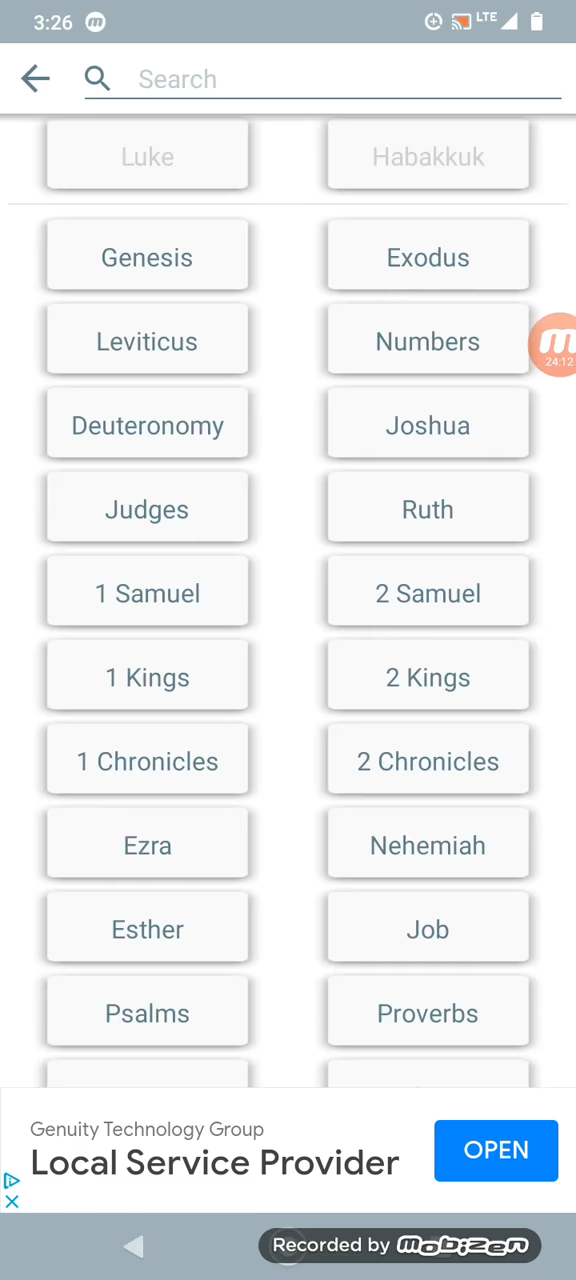 3:26 m LTE
Search
Luke Habakkuk
Genesis Exodus
Leviticus Numbers
m
24:12
Deuteronomy Joshua
Judges Ruth
1 Samuel 2 Samuel
1 Kings 2 Kings
1 Chronicles 2 Chronicles
Ezra Nehemiah
Esther Job
Psalms Proverbs
Genuity Technology Group
Local Service Provider
OPEN
Recorded by mobizen